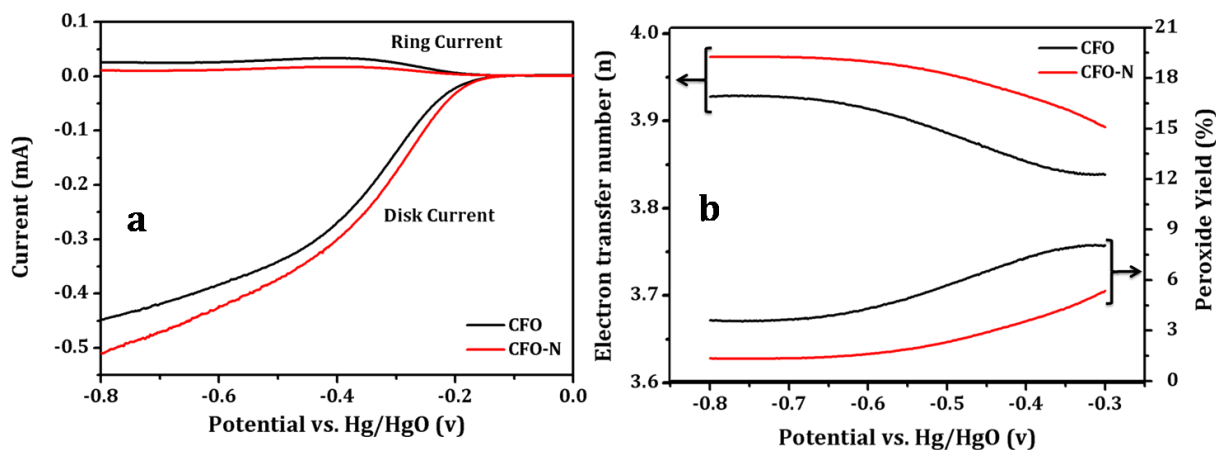 0.1
0.0
-0.1
-0.2
-0.3
-0.4
-0.5
Current (mA)
Ring Current
Disk Current
a
CFO
CFO-N
-0.8
-0.6
-0.4
-0.2
0.0
Potential vs. Hg/HgO (v)
4.0
3.9
3.8
3.7
3.6
Electron transfer number (n)
CFO
CFO-N
b
21
18
15
12
9
6
3
0
Peroxide Yield (%)
-0.8
-0.7
-0.6
-0.5
-0.4
-0.3
Potential vs. Hg/HgO (v)